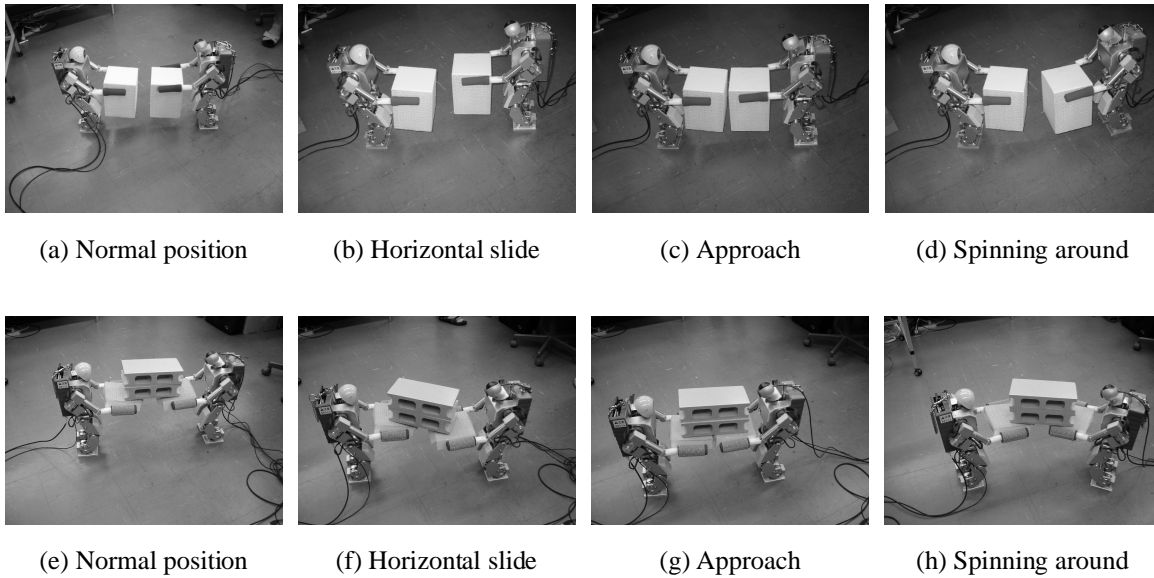 (a) Normal position
(b) Horizontal slide
(c) Approach
(d) Spinning around
(e) Normal position
(f) Horizontal slide
(g) Approach
(h) Spinning around